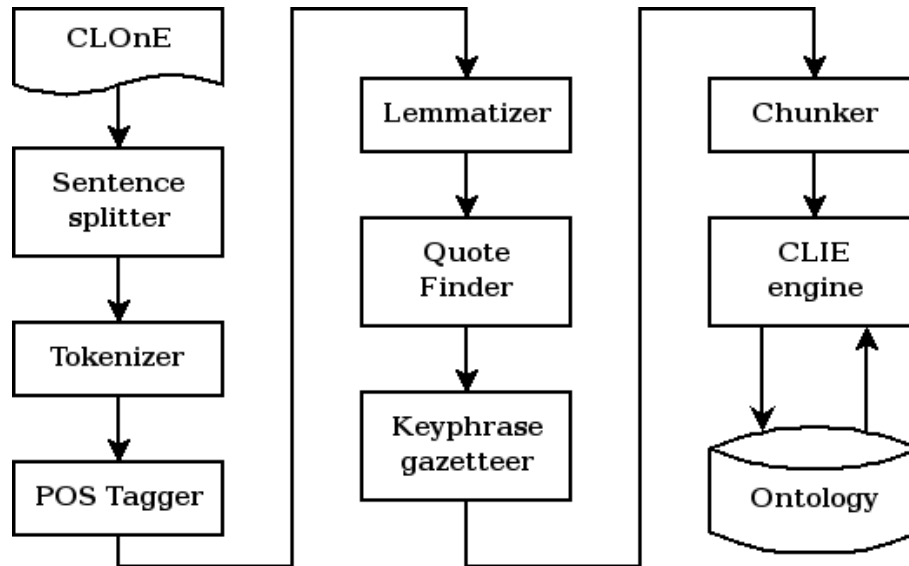 CLOnE
Sentence
splitter
Tokenizer
POS Tagger
Lemmatizer
Quote
Finder
Keyphrase
gazetteer
Chunker
CLIE
engine
Ontology